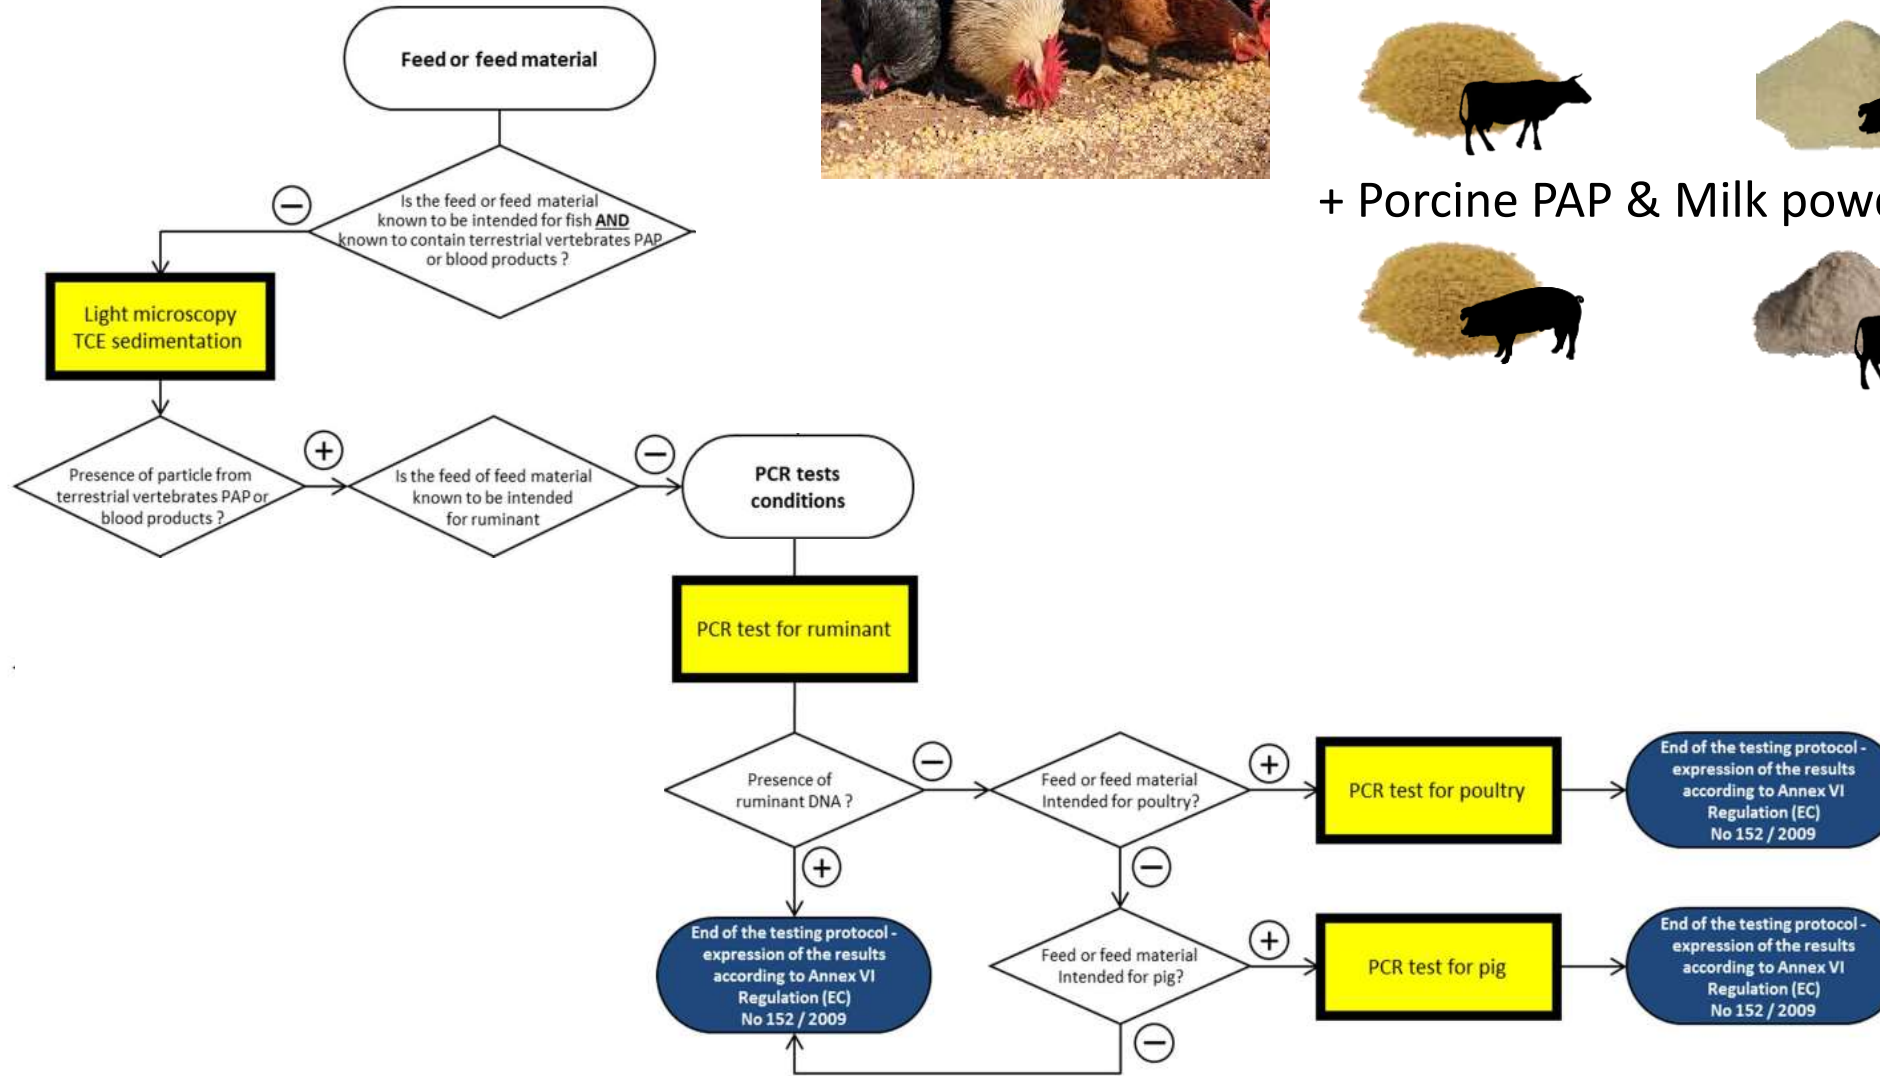 Feed or feed material
+ Porcine PAP & Milk
−
Is the feed or feed material
known to be intended for fish AND
known to contain terrestrial vertebrates PAP
or blood products ?
Light microscopy
TCE sedimentation
Presence of particle from
terrestrial vertebrates PAP or
blood products ?
+
Is the feed of feed material
known to be intended
for ruminant
−
PCR tests
conditions
PCR test for ruminant
Presence of
ruminant DNA ?
−
Feed or feed material
Intended for poultry?
+
PCR test for poultry
End of the testing protocol -
expression of the results
according to Annex VI
Regulation (EC)
No 152 / 2009
+
−
End of the testing protocol -
expression of the results
according to Annex VI
Regulation (EC)
No 152 / 2009
Feed or feed material
Intended for pig?
+
PCR test for pig
End of the testing protocol -
expression of the results
according to Annex VI
Regulation (EC)
No 152 / 2009
−